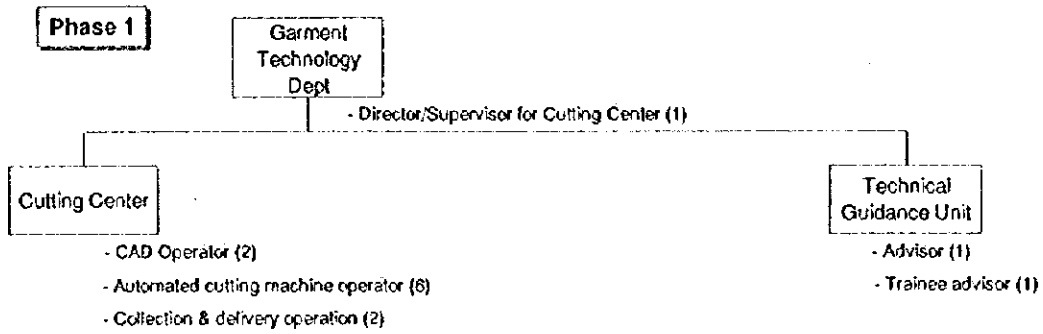 Phase 1
Garment
Technology
Dept
- Director/Supervisor for Cutting Center (1)
Cutting Center
Technical
Guidance Unit
- CAD Operator (2)
- Automated cutting machine operator (6)
- Collection & delivery operation (2)
- Advisor (1)
- Trainee advisor (1)